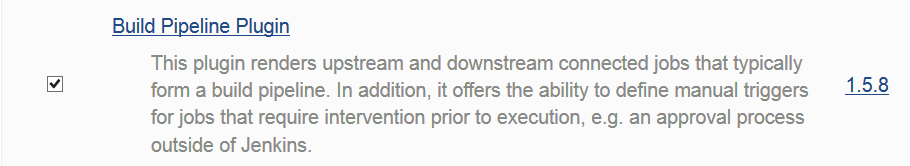 Build Pipeline Plugin
This plugin renders upstream and downstream connected jobs that typically
form a build pipeline. In addition, it offers the ability to define manual triggers
for jobs that require intervention prior to execution, e.g. an approval process
outside of Jenkins.
1.5.8